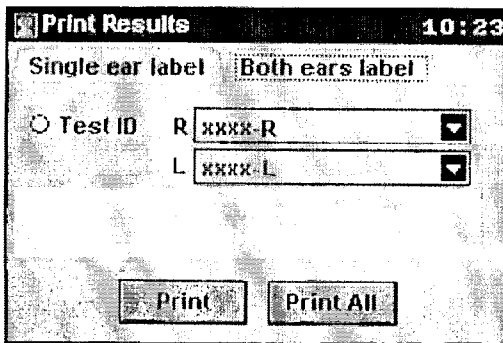 Print Results 10:23
Single ear label Both ears label
Test ID R xxxx-R
L xxxx-L
Print Print All